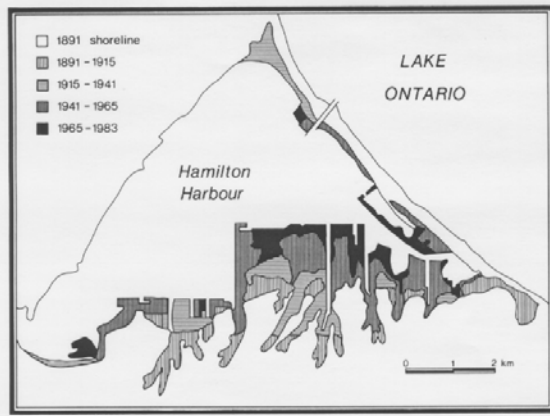 1891 shoreline
1891-1915
1915-1941
1941-1965
1965-1983
LAKE
ONTARIO
Hamilton
Harbour
0 1 2 km